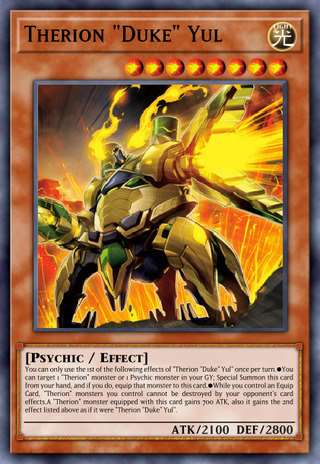 Therion "Duke" Yul
LIGHT
光
[Psychic / Effect]
You can only use the 1st of the following effects of "Therion "Duke" Yul" once per turn.●You
can target 1 "Therion" monster or 1 Psychic monster in your GY; Special Summon this card
from your hand, and if you do, equip that monster to this card.●While you control an Equip
Card, "Therion" monsters you control cannot be destroyed by your opponent's card
effects.A "Therion" monster equipped with this card gains 700 ATK, also it gains the 2nd
effect listed above as if it were "Therion "Duke" Yul".
ATK/2100 DEF/2800